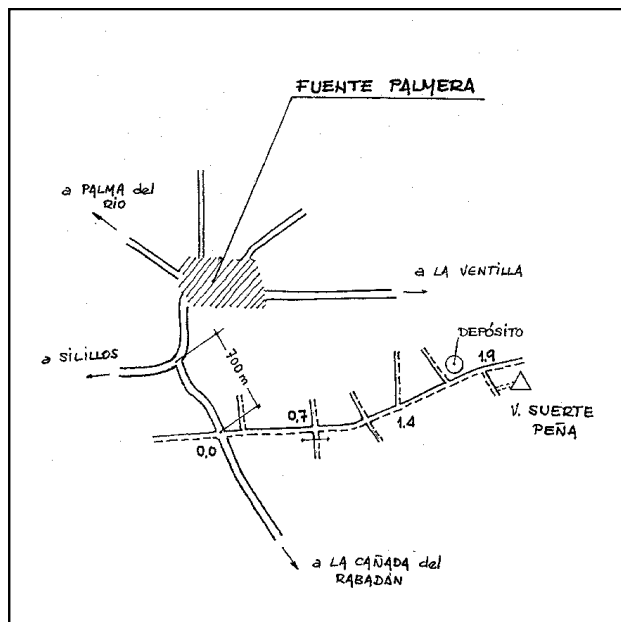 FUENTE PALMERA
a PALMA del
RÍO
a LA VENTILLA
DEPÓSITO
a SILILLOS
700 m
1.9
0,7
1.4
V. SUERTE
PEÑA
0,0
a LA CAÑADA del
RABADÁN